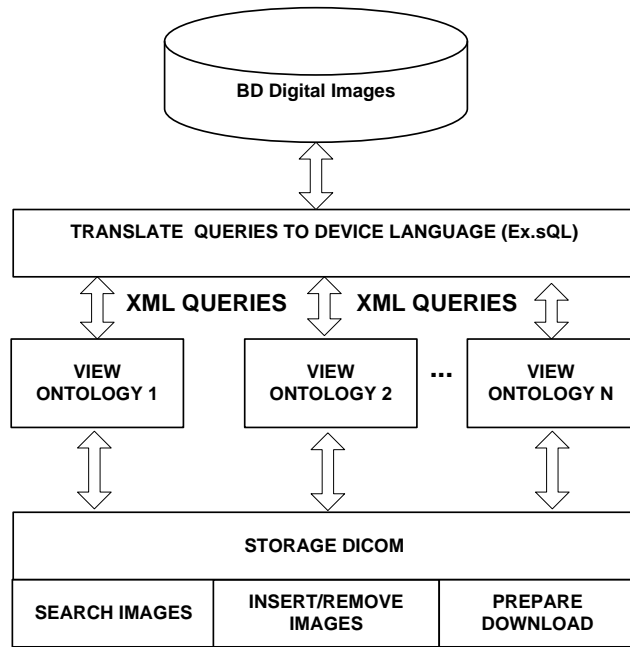 BD Digital Images
TRANSLATE QUERIES TO DEVICE LANGUAGE (Ex.sQL)
XML QUERIES XML QUERIES
VIEW
ONTOLOGY 1
VIEW
ONTOLOGY 2
...
VIEW
ONTOLOGY N
STORAGE DICOM
SEARCH IMAGES
INSERT/REMOVE
IMAGES
PREPARE
DOWNLOAD